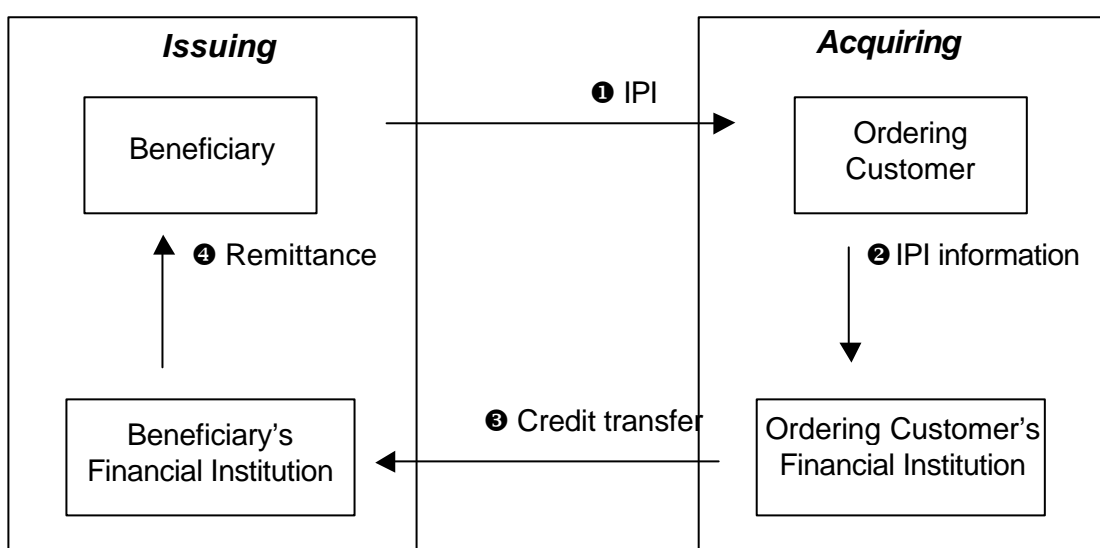 Issuing
Acquiring
❶ IPI
Beneficiary
Ordering
Customer
❹ Remittance
❷ IPI information
❸ Credit transfer
Beneficiary's
Financial Institution
Ordering Customer's
Financial Institution